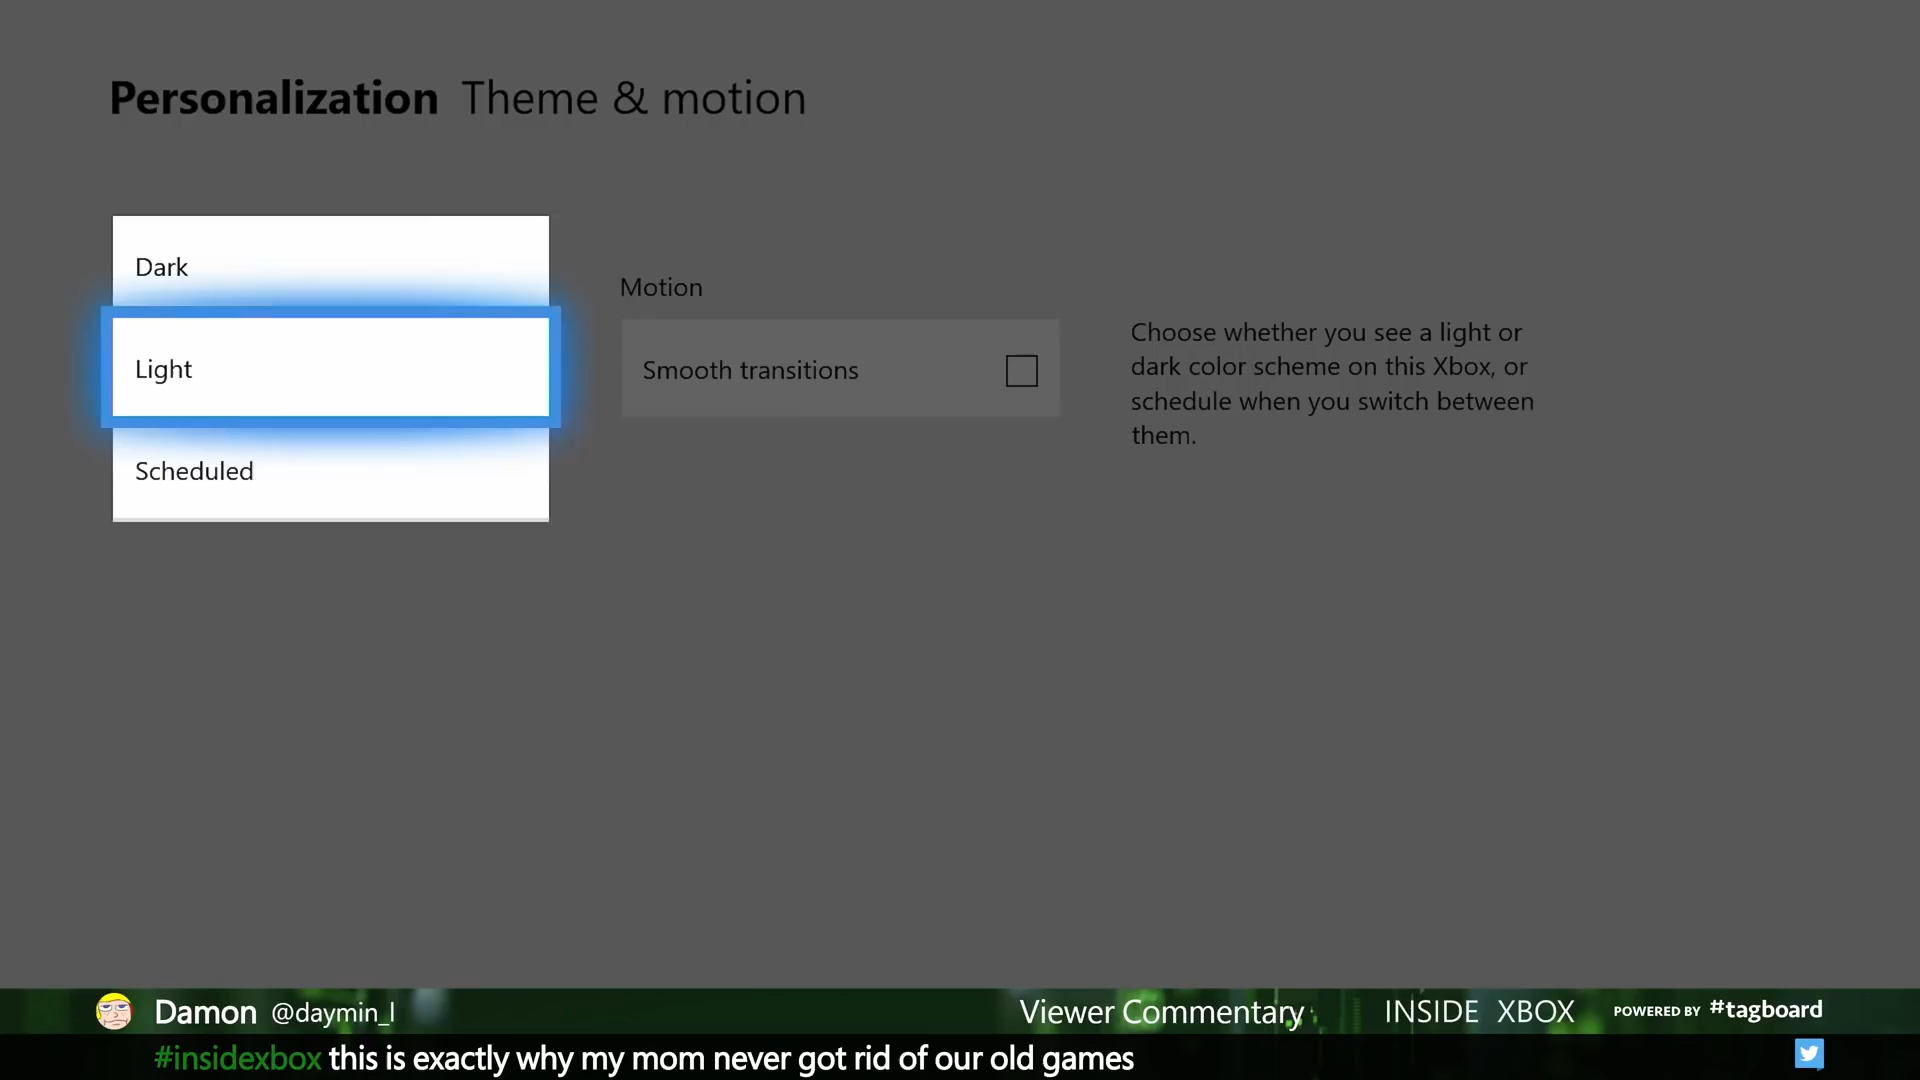 Personalization Theme & motion
Dark
Light
Scheduled
Motion
Smooth transitions
Choose whether you see a light or
dark color scheme on this Xbox, or
schedule when you switch between
them.
Damon @daymin_l
Viewer Commentary
INSIDE XBOX
POWERED BY #tagboard
#insidexbox this is exactly why my mom never got rid of our old games